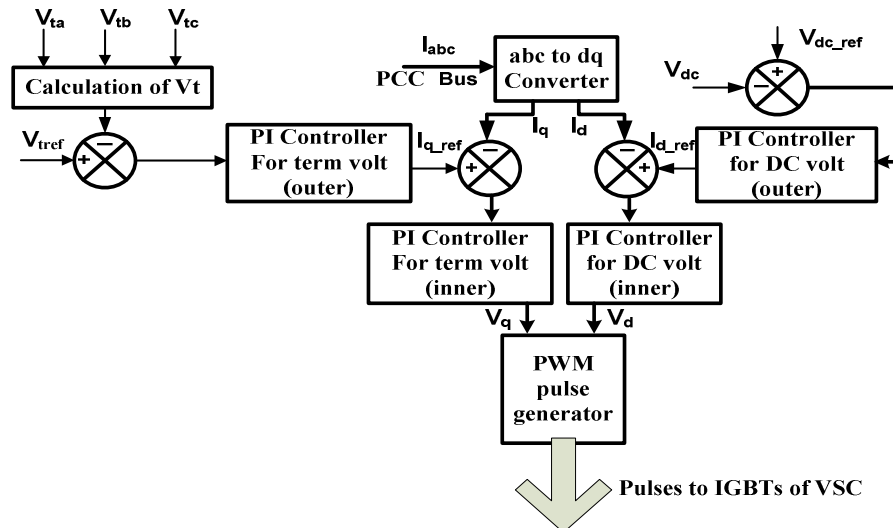 Vta Vtb Vtc
Calculation of Vt
Vtref
+
−
PI Controller
For term volt
(outer)
Iq_ref
Iabc
PCC Bus
abc to dq
Converter
Iq Id
+
−
−
+
Id_ref
Vdc_ref
Vdc
+
−
PI Controller
for DC volt
(outer)
PI Controller
For term volt
(inner)
PI Controller
for DC volt
(inner)
Vq Vd
PWM
pulse
generator
Pulses to IGBTs of VSC